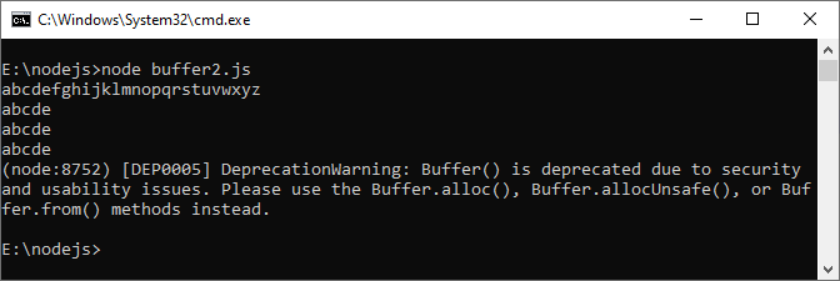 C:\Windows\System32\cmd.exe
E:\nodejs>node buffer2.js
abcdefghijklmnopqrstuvwxyz
abcde
abcde
abcde
(node:8752) [DEP0005] DeprecationWarning: Buffer() is deprecated due to security
and usability issues. Please use the Buffer.alloc(), Buffer.allocUnsafe(), or Buf
fer.from() methods instead.
E:\nodejs>